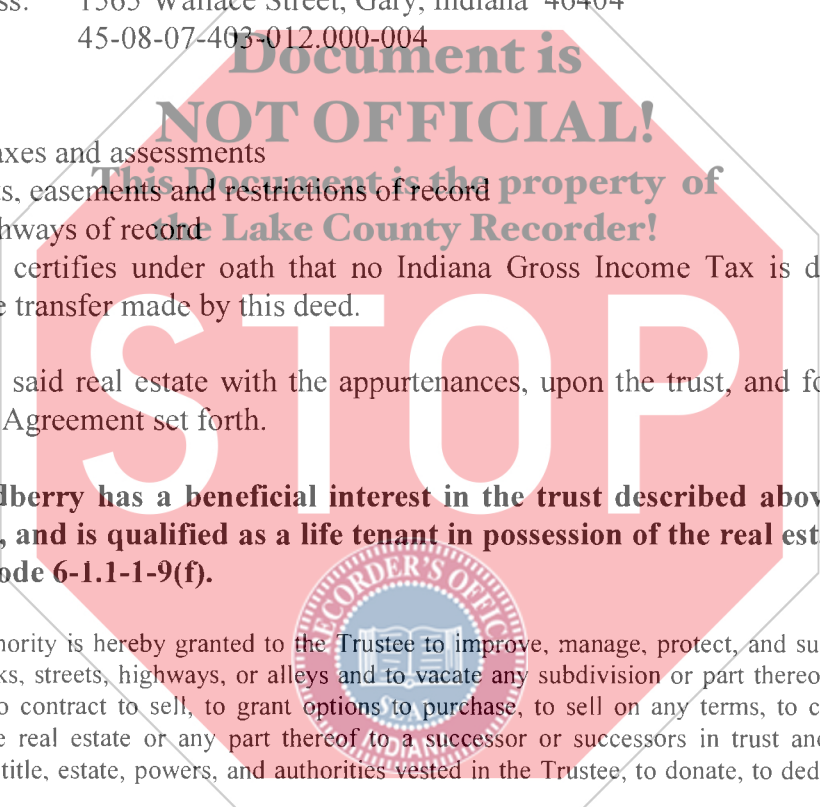 ss: 1565 Wallace Street, Gary, Indiana 46404
45-08-07-403-012.000-004
Document is
NOT OFFICIAL!
axes and assessments
This Document is the property of
s, easements and restrictions of record
the Lake County Recorder!
hways of record
certifies under oath that no Indiana Gross Income Tax is d
e transfer made by this deed.
said real estate with the appurtenances, upon the trust, and fo
Agreement set forth.
STOP
dberry has a beneficial interest in the trust described abov
, and is qualified as a life tenant in possession of the real est
ode 6-1.1-1-9(f).
RECORDER'S OFFICE
SEAL
INDIANA
hority is hereby granted to the Trustee to improve, manage, protect, and su
ks, streets, highways, or alleys and to vacate any subdivision or part thereo
o contract to sell, to grant options to purchase, to sell on any terms, to c
e real estate or any part thereof to a successor or successors in trust and
title, estate, powers, and authorities vested in the Trustee, to donate, to ded